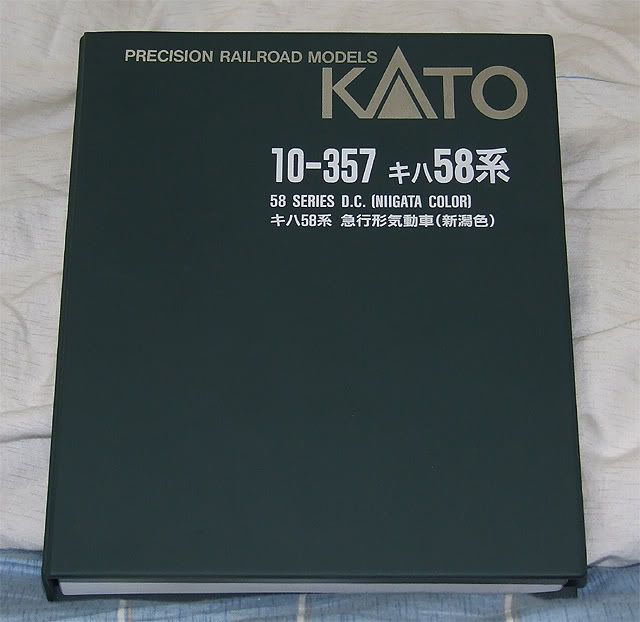 PRECISION RAILROAD MODELS
KATO
10-357 キハ58系
58 SERIES D.C. (NIIGATA COLOR)
キハ58系 急行形気動車(新潟色)